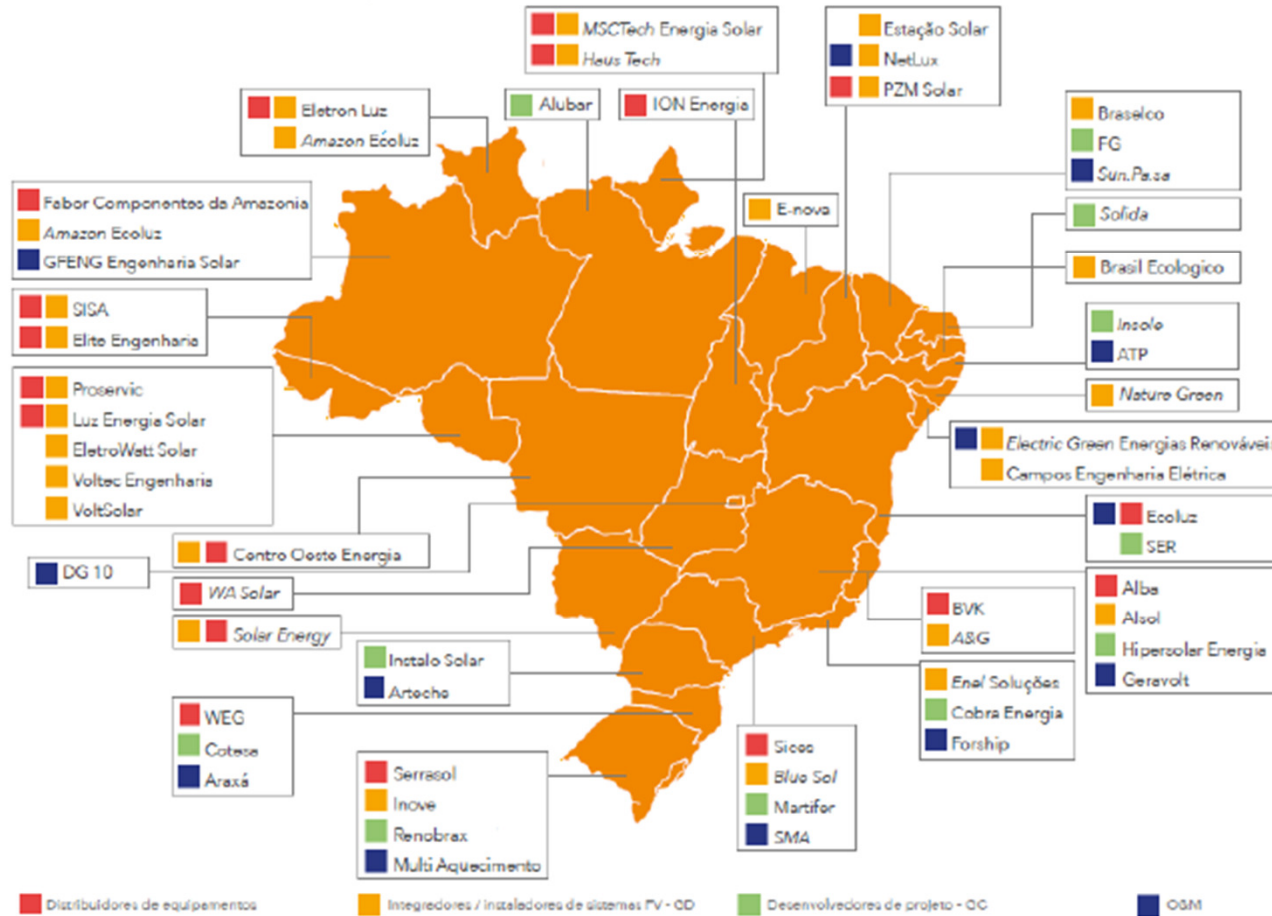 MSCTech Energia Solar
Haus Tech
Estação Solar
NetLux
PZM Solar
Eletron Luz
Amazon Ecoluz
Alubar
ION Energia
Braselco
FG
Sun.Pa.sa
Fabor Componentes da Amazonia
Amazon Ecoluz
GFENG Engenharia Solar
E-nova
Solida
Brasil Ecologico
SISA
Elite Engenharia
Insole
ATP
Proservic
Luz Energia Solar
EletroWatt Solar
Voltec Engenharia
VoltSolar
Nature Green
Electric Green Energias Renováveis
Campos Engenharia Elétrica
Centro Oeste Energia
DG 10
Ecoluz
SER
WA Solar
Solar Energy
BVK
A&G
Alba
Alsol
Hipersolar Energia
Geravolt
Instalo Solar
Arteche
Enel Soluções
Cobra Energia
Forship
WEG
Cotesa
Araxá
Serrasol
Inove
Renobrax
Multi Aquecimento
Sices
Blue Sol
Martifer
SMA
Distribuidores de equipamentos
Integradores / instaladores de sistemas FV - GD
Desenvolvedores de projeto - GC
O&M